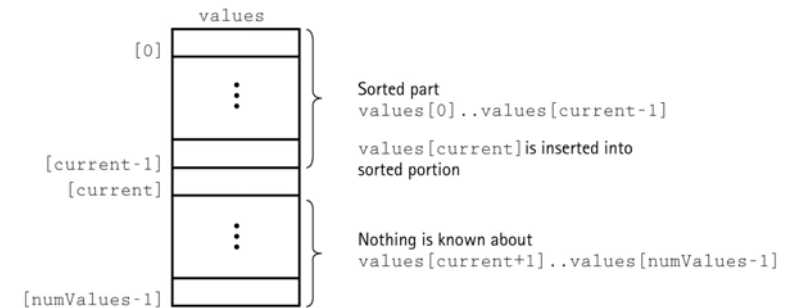 values
[0]
Sorted part
values[0]..values[current-1]
values[current] is inserted into
[current-1]
sorted portion
[current]
Nothing is known about
values[current+1]..values[numValues-1]
[numValues-1]